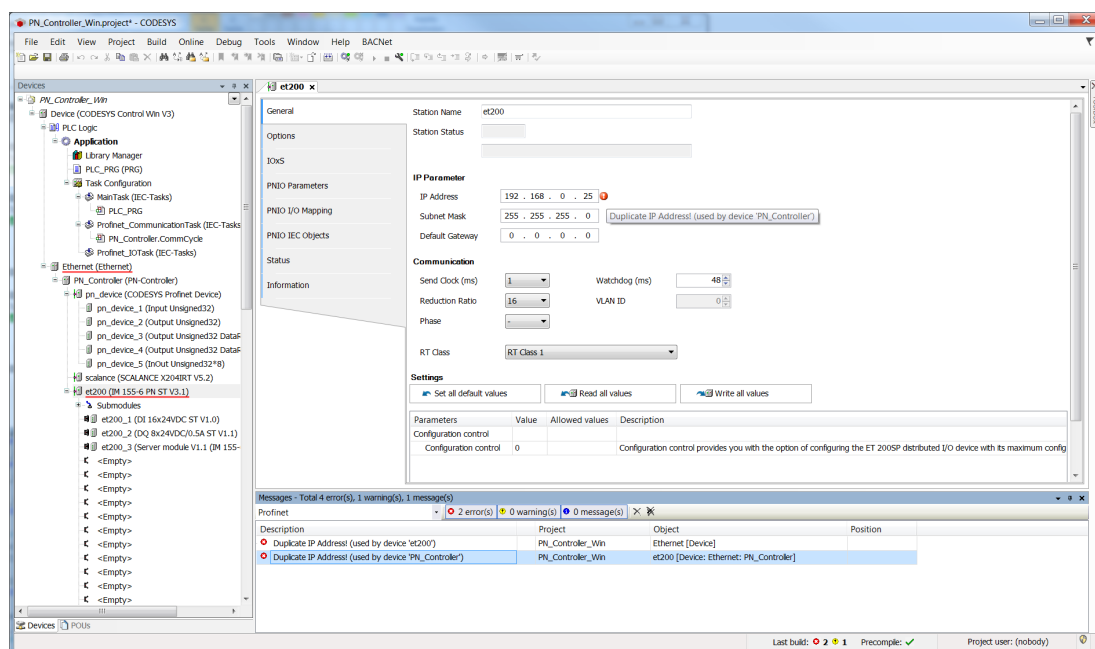 PN_Controller_Win.project* - CODESYS
File Edit View Project Build Online Debug Tools Window Help BACNet
Devices
PN_Controller_Win
Device (CODESYS Control Win V3)
PLC Logic
Application
Library Manager
PLC_PRG (PRG)
Task Configuration
MainTask (IEC-Tasks)
PLC_PRG
Profinet_CommunicationTask (IEC-Tasks
PN_Controller.CommCycle
Profinet_IOTask (IEC-Tasks)
Ethernet (Ethernet)
PN_Controller (PN-Controller)
pn_device (CODESYS Profinet Device)
pn_device_1 (Input Unsigned32)
pn_device_2 (Output Unsigned32)
pn_device_3 (Output Unsigned32 DataR
pn_device_4 (Output Unsigned32 DataR
pn_device_5 (InOut Unsigned32*8)
scalance (SCALANCE X204IRT V5.2)
et200 (IM 155-6 PN ST V3.1)
Submodules
et200_1 (DI 16x24VDC ST V1.0)
et200_2 (DQ 8x24VDC/0.5A ST V1.1)
et200_3 (Server module V1.1 (IM 155-
<Empty>
<Empty>
<Empty>
<Empty>
<Empty>
<Empty>
<Empty>
<Empty>
<Empty>
<Empty>
<Empty>
Devices POUs
et200
General
Options
IOxS
PNIO Parameters
PNIO I/O Mapping
PNIO IEC Objects
Status
Information
Station Name et200
Station Status
IP Parameter
IP Address 192 . 168 . 0 . 25
Subnet Mask 255 . 255 . 255 . 0
Duplicate IP Address! (used by device 'PN_Controller')
Default Gateway 0 . 0 . 0 . 0
Communication
Send Clock (ms) 1 Watchdog (ms) 48
Reduction Ratio 16 VLAN ID 0
Phase -
RT Class RT Class 1
Settings
Set all default values Read all values Write all values
Parameters Value Allowed values Description
Configuration control
Configuration control 0 Configuration control provides you with the option of configuring the ET 200SP distributed I/O device with its maximum config
Messages - Total 4 error(s), 1 warning(s), 1 message(s)
Profinet 2 error(s) 0 warning(s) 0 message(s)
Description Project Object Position
Duplicate IP Address! (used by device 'et200') PN_Controller_Win Ethernet [Device]
Duplicate IP Address! (used by device 'PN_Controller') PN_Controller_Win et200 [Device: Ethernet: PN_Controller]
Last build: 2 1 Precompile: Project user: (nobody)